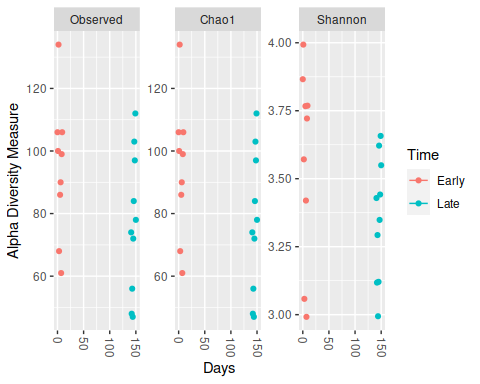 Observed Chao1 Shannon
Alpha Diversity Measure
120
100
80
60
120
100
80
60
4.00
3.75
3.50
3.25
3.00
0 50 100 150 0 50 100 150 0 50 100 150
Days
Time
Early
Late